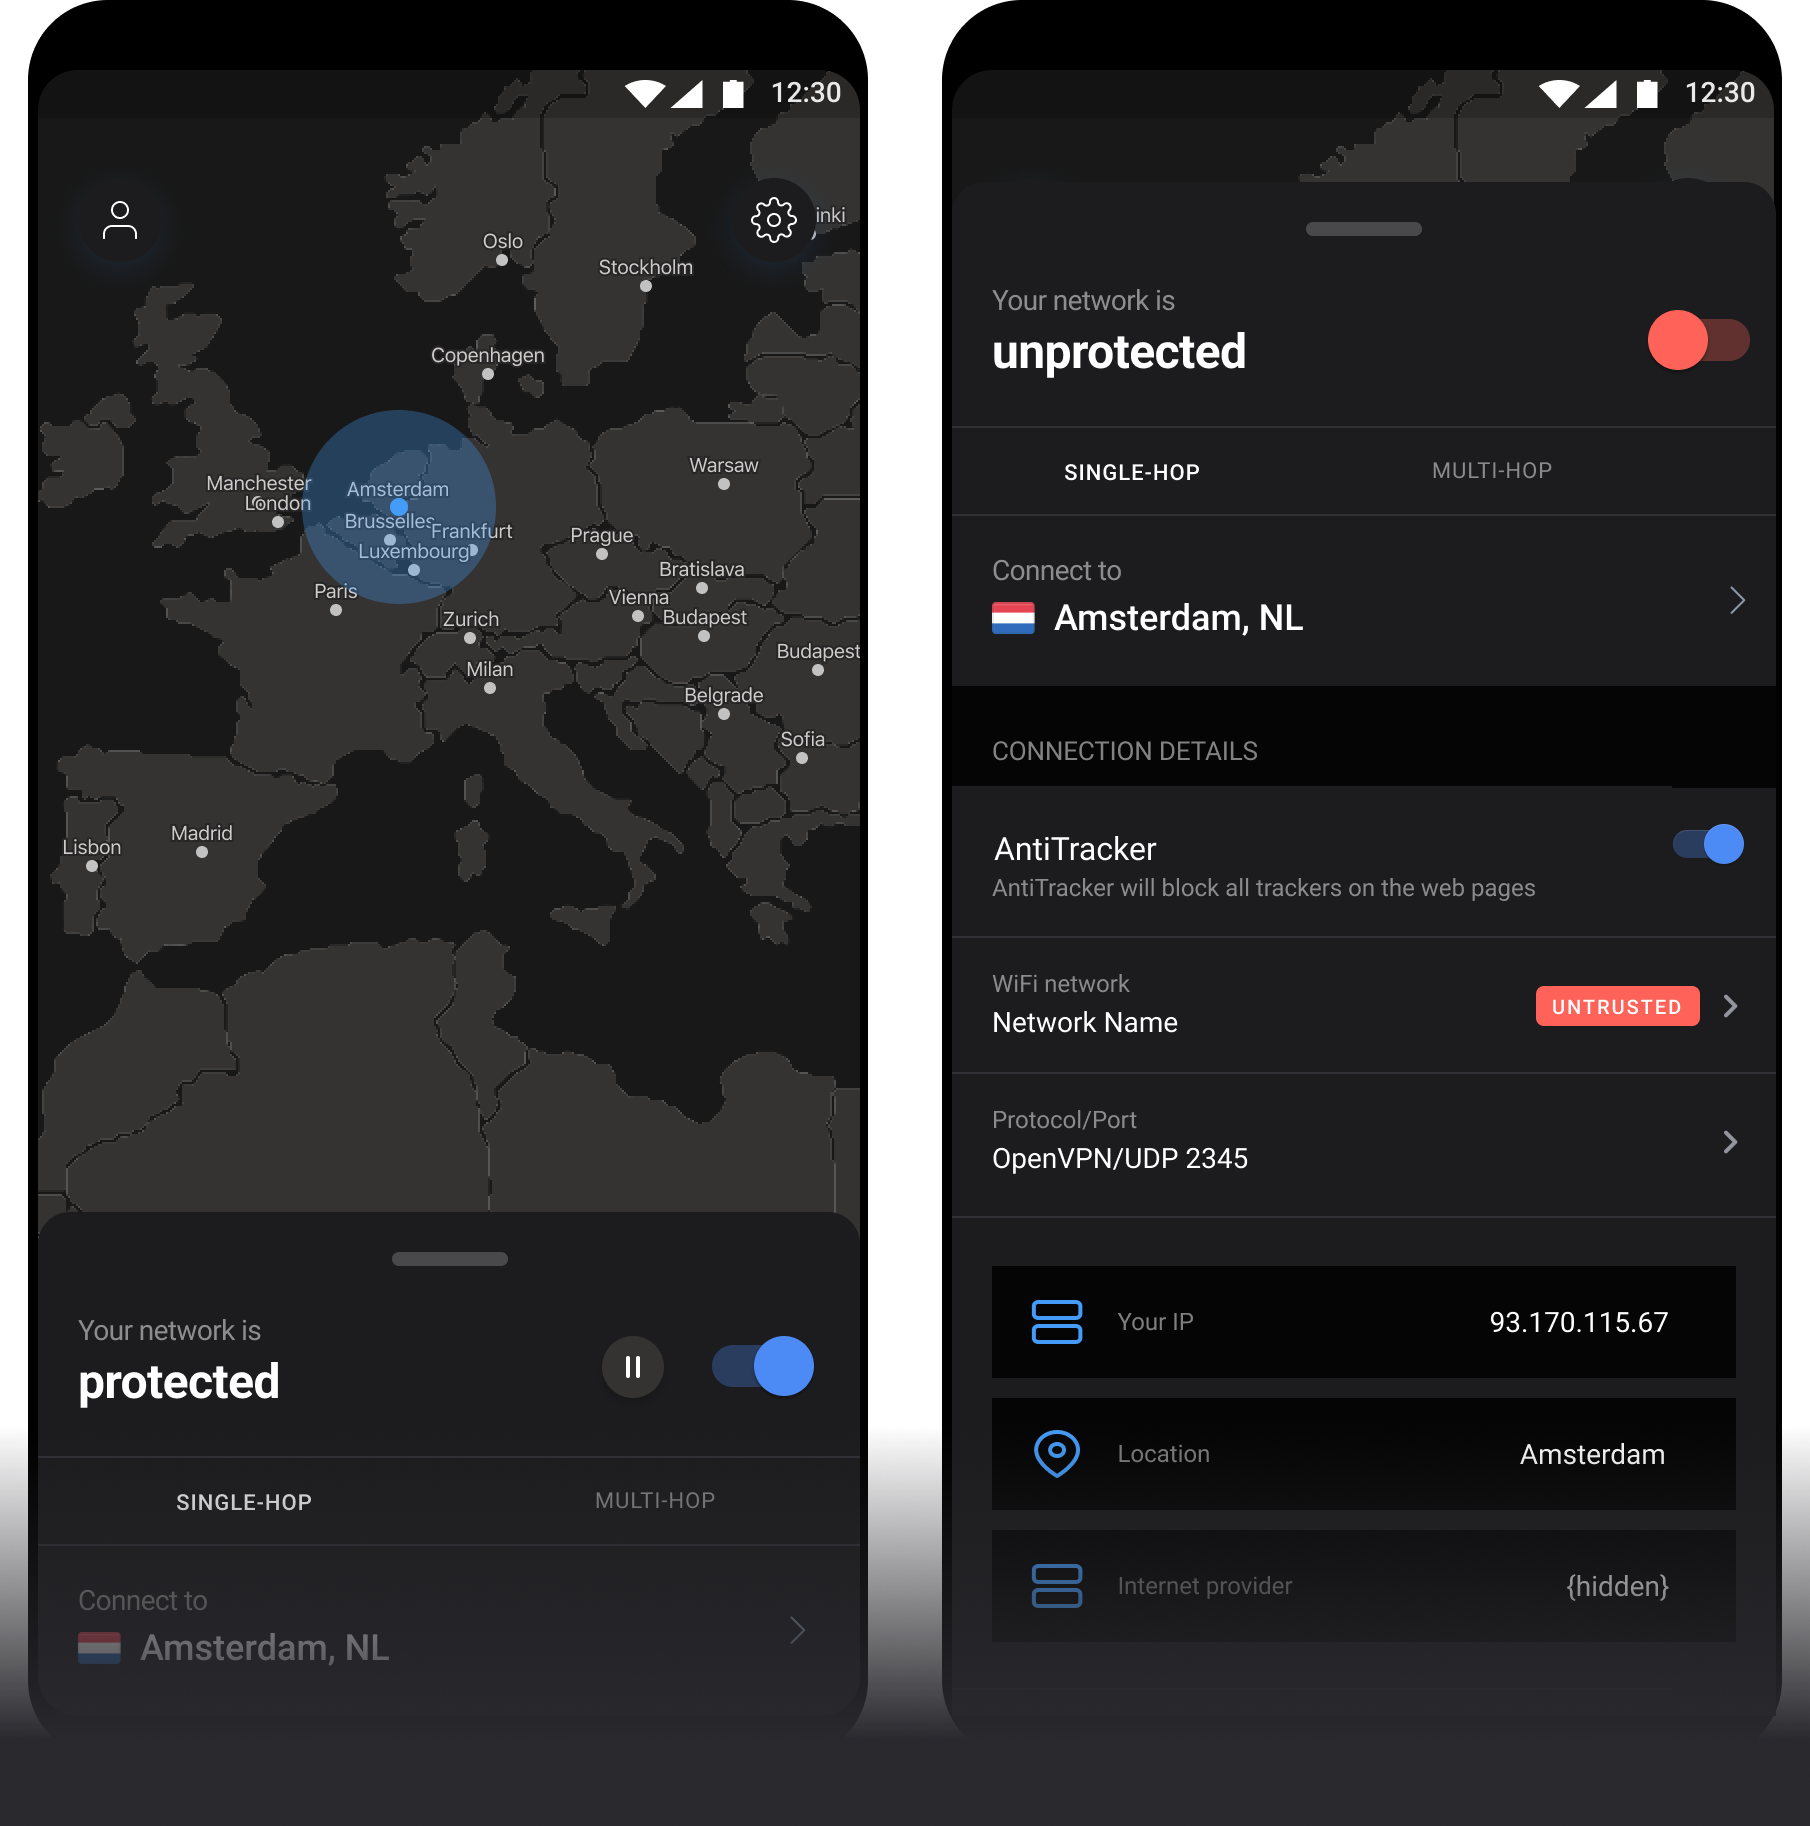 12:30
inki
Oslo
Stockholm
Copenhagen
Warsaw
Manchester
London
Amsterdam
Brusselles
Frankfurt
Luxembourg
Prague
Bratislava
Paris
Vienna
Zurich
Budapest
Budapest
Milan
Belgrade
Sofia
Madrid
Lisbon
Your network is
protected
SINGLE-HOP
MULTI-HOP
Connect to
Amsterdam, NL
12:30
Your network is
unprotected
SINGLE-HOP
MULTI-HOP
Connect to
Amsterdam, NL
CONNECTION DETAILS
AntiTracker
AntiTracker will block all trackers on the web pages
WiFi network
Network Name
UNTRUSTED
Protocol/Port
OpenVPN/UDP 2345
Your IP
93.170.115.67
Location
Amsterdam
Internet provider
{hidden}